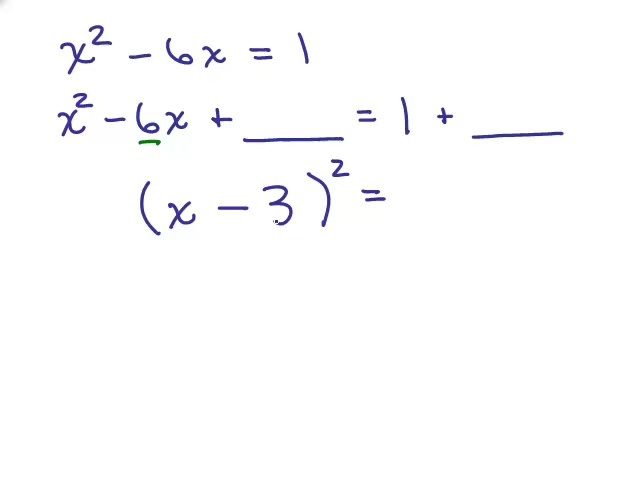 x² - 6x = 1
x² - 6x + ____ = 1 + ____
(x - 3)² =